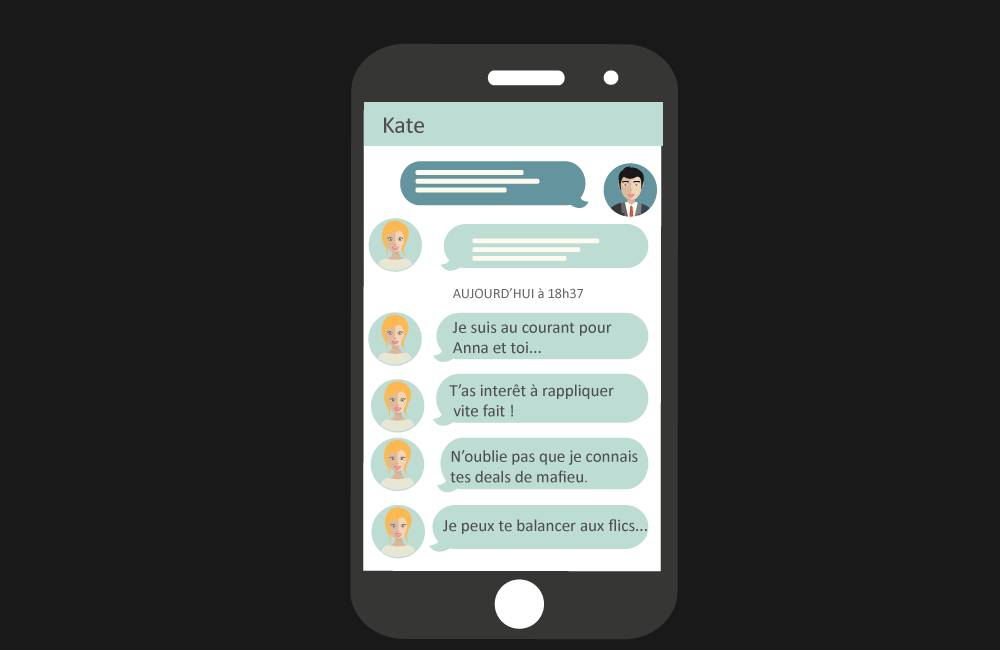 Kate
AUJOURD’HUI à 18h37
Je suis au courant pour
Anna et toi...
T’as interêt à rappliquer
vite fait !
N’oublie pas que je connais
tes deals de mafieu.
Je peux te balancer aux flics...